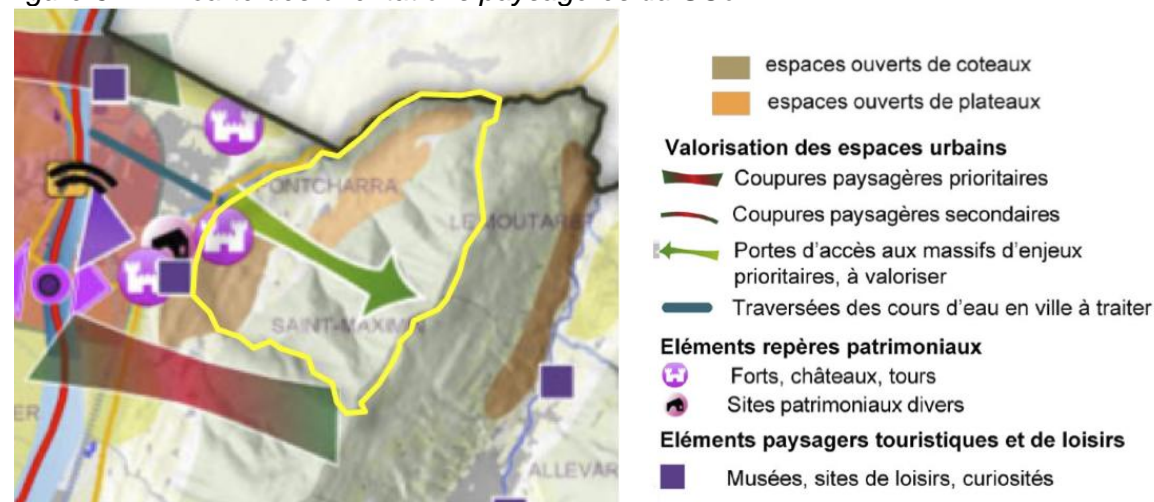 espaces ouverts de coteaux
espaces ouverts de plateaux
Valorisation des espaces urbains
Coupures paysagères prioritaires
Coupures paysagères secondaires
Portes d'accès aux massifs d'enjeux
prioritaires, à valoriser
Traversées des cours d'eau en ville à traiter
Eléments repères patrimoniaux
Forts, châteaux, tours
Sites patrimoniaux divers
Eléments paysagers touristiques et de loisirs
Musées, sites de loisirs, curiosités
PONTCHARRA
LE MOUTARET
SAINT-MAXIMIN
ER
ALLEVAR